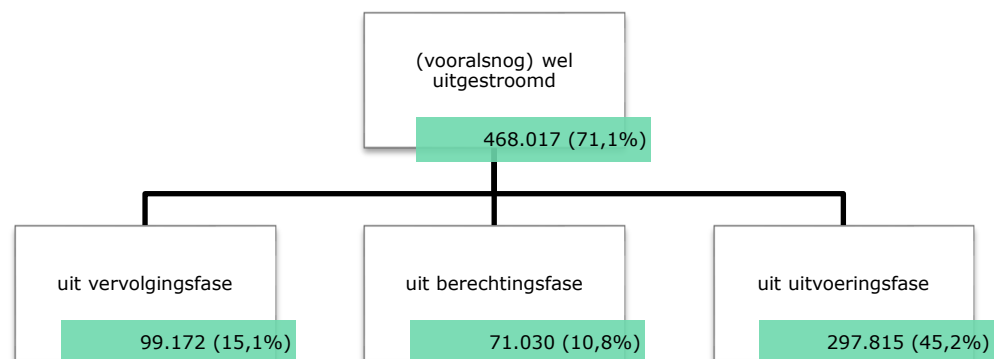 (vooralsnog) wel
uitgestroomd
468.017 (71,1%)
uit vervolgingsfase
99.172 (15,1%)
uit berechtingsfase
71.030 (10,8%)
uit uitvoeringsfase
297.815 (45,2%)